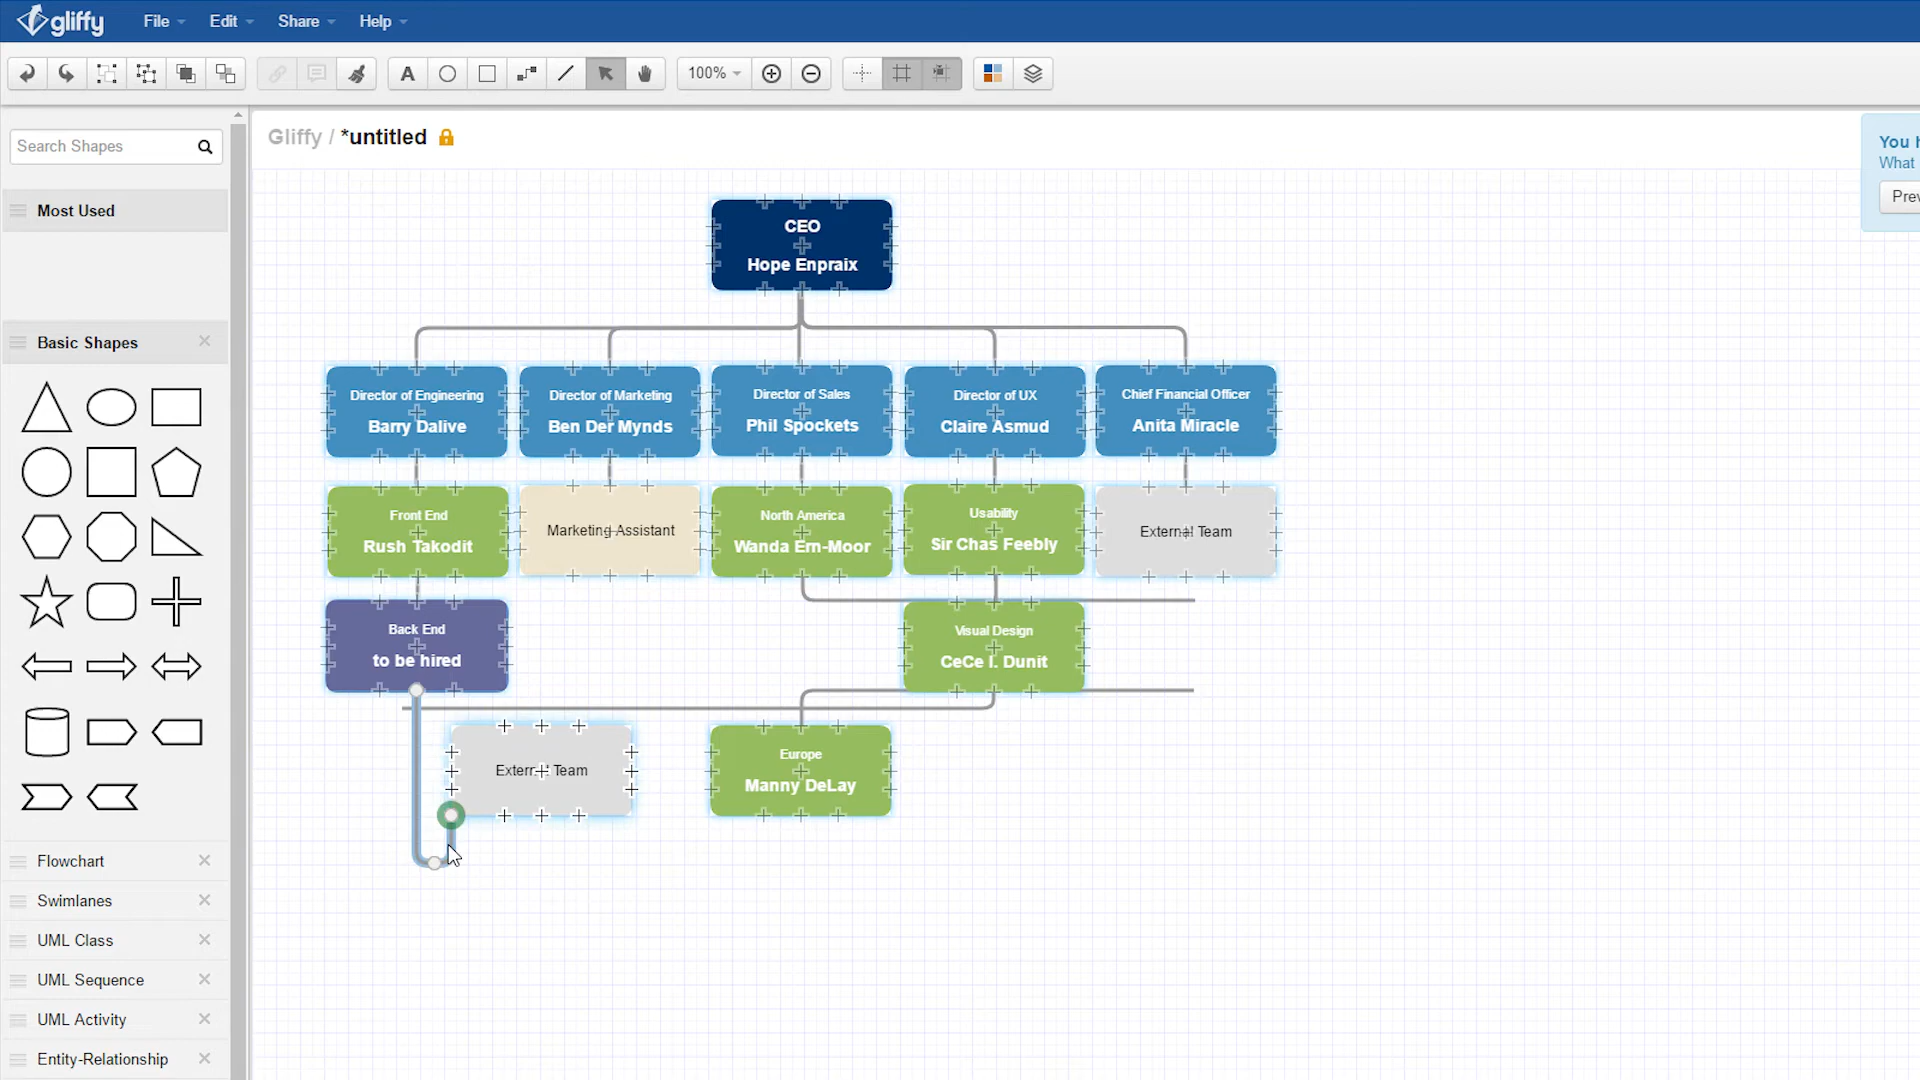 gliffy File Edit Share Help
A 100%
Search Shapes
Gliffy / *untitled
You
What
Most Used
CEO
Hope Enpraix
Basic Shapes
Director of Engineering
Barry Dalive
Director of Marketing
Ben Der Mynds
Director of Sales
Phil Spockets
Director of UX
Claire Asmud
Chief Financial Officer
Anita Miracle
Front End
Rush Takodit
Marketing Assistant
North America
Wanda Ern-Moor
Usability
Sir Chas Feebly
External Team
Back End
to be hired
Visual Design
CeCe I. Dunit
External Team
Europe
Manny DeLay
Flowchart
Swimlanes
UML Class
UML Sequence
UML Activity
Entity-Relationship